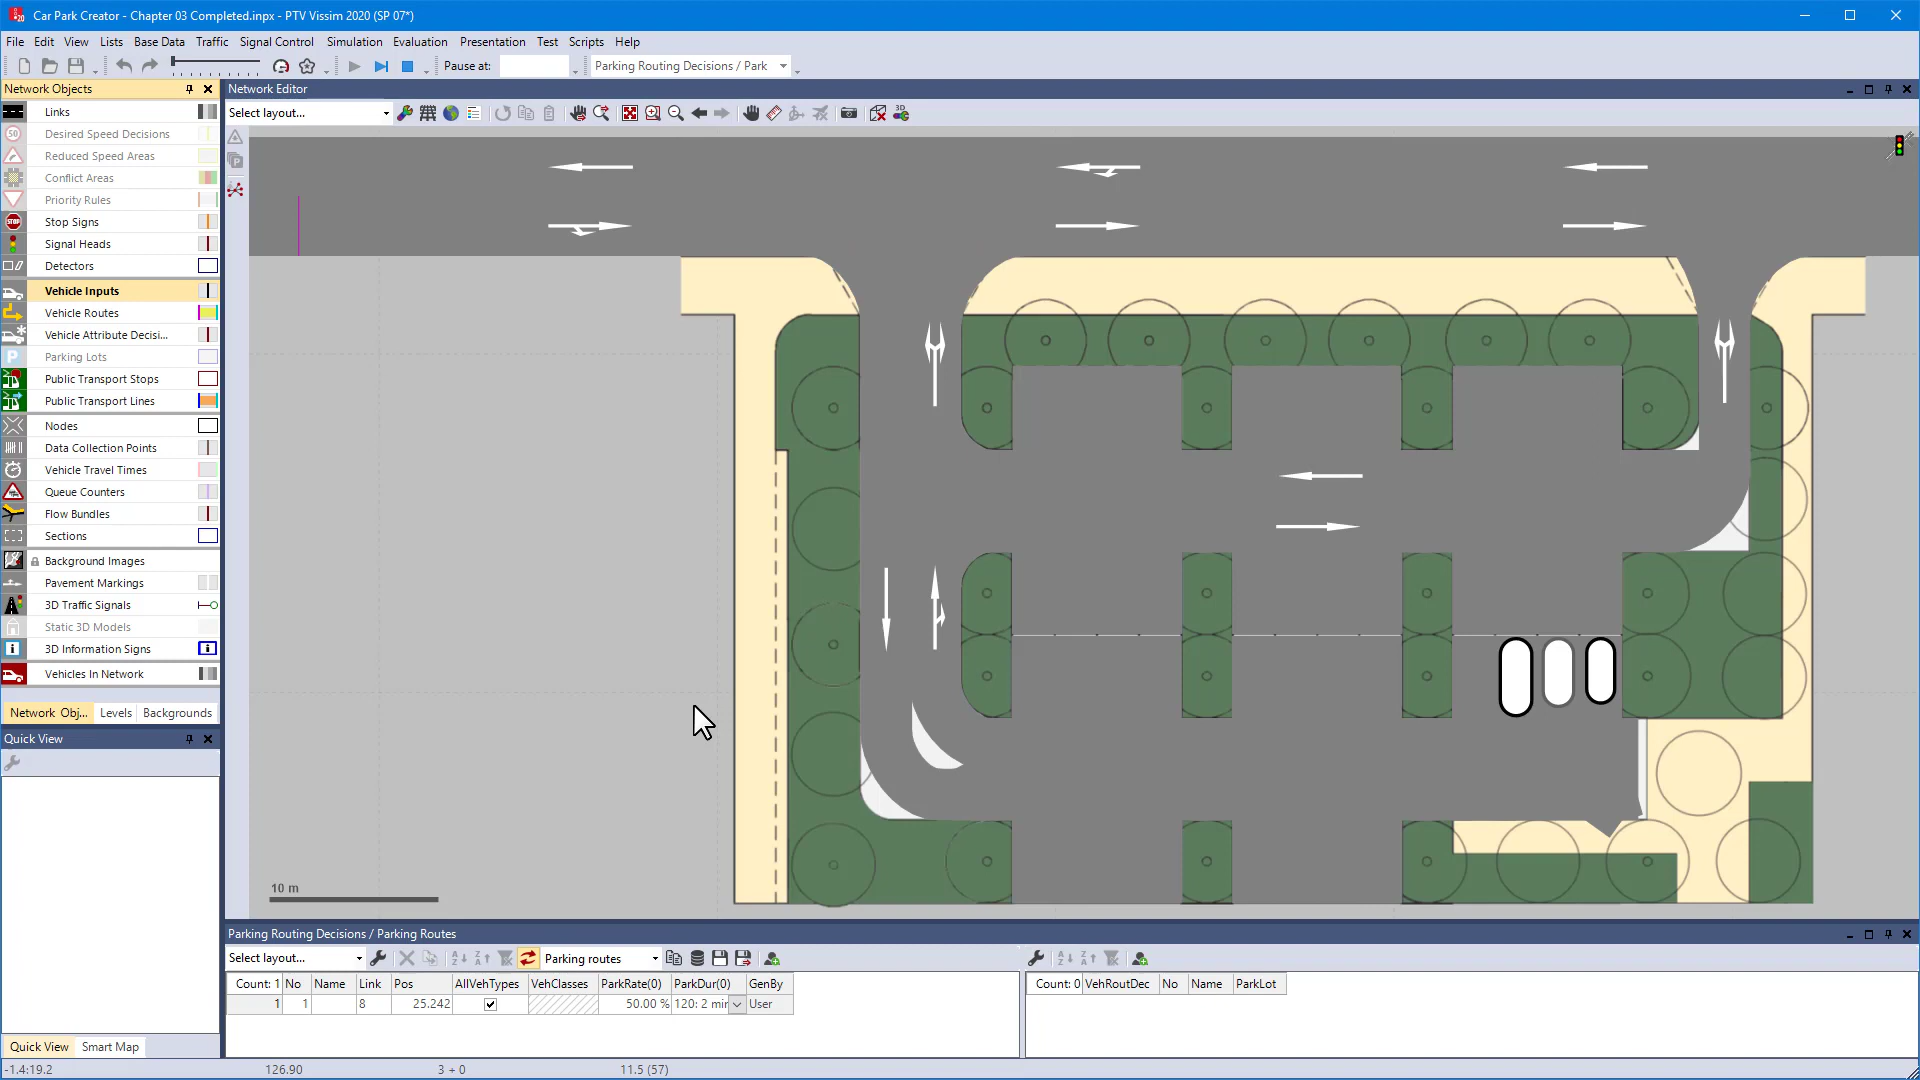 Car Park Creator - Chapter 03 Completed.inpx - PTV Vissim 2020 (SP 07*)
File Edit View Lists Base Data Traffic Signal Control Simulation Evaluation Presentation Test Scripts Help
Pause at: Parking Routing Decisions / Park
Network Objects
Links
50 Desired Speed Decisions
Reduced Speed Areas
Conflict Areas
Priority Rules
STOP Stop Signs
Signal Heads
Detectors
Vehicle Inputs
Vehicle Routes
Vehicle Attribute Decisi...
P Parking Lots
Public Transport Stops
Public Transport Lines
Nodes
Data Collection Points
Vehicle Travel Times
Queue Counters
Flow Bundles
Sections
Background Images
Pavement Markings
3D Traffic Signals
Static 3D Models
3D Information Signs
Vehicles In Network
Network Obj... Levels Backgrounds
Quick View
Quick View Smart Map
Network Editor
Select layout... 3D
10 m
Parking Routing Decisions / Parking Routes
Select layout... Parking routes
Count: 1 No Name Link Pos AllVehTypes VehClasses ParkRate(0) ParkDur(0) GenBy
1 1 8 25.242 50.00 % 120: 2 min User
Count: 0 VehRoutDec No Name ParkLot
-1.4:19.2 126.90 3 + 0 11.5 (57)